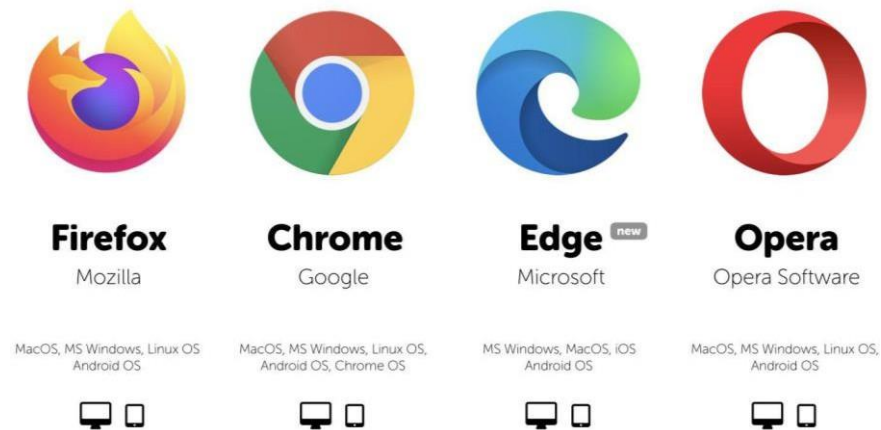 Firefox
Mozilla
MacOS, MS Windows, Linux OS
Android OS
Chrome
Google
MacOS, MS Windows, Linux OS,
Android OS, Chrome OS
Edge new
Microsoft
MS Windows, MacOS, iOS
Android OS
Opera
Opera Software
MacOS, MS Windows, Linux OS,
Android OS